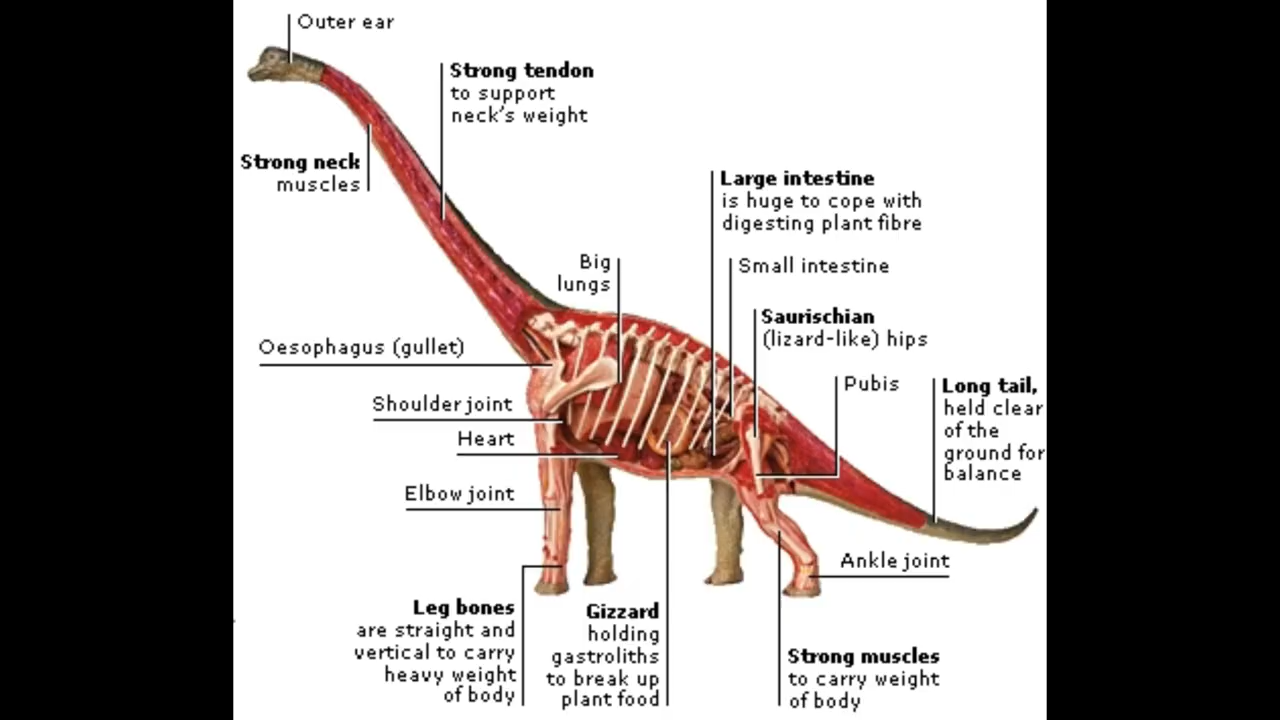 Outer ear
Strong tendon
to support
neck's weight
Strong neck
muscles
Large intestine
is huge to cope with
digesting plant fibre
Big
lungs
Small intestine
Saurischian
(lizard-like) hips
Oesophagus (gullet)
Pubis
Long tail,
held clear
of the
ground for
balance
Shoulder joint
Heart
Elbow joint
Ankle joint
Leg bones
are straight and
vertical to carry
heavy weight
of body
Gizzard
holding
gastroliths
to break up
plant food
Strong muscles
to carry weight
of body